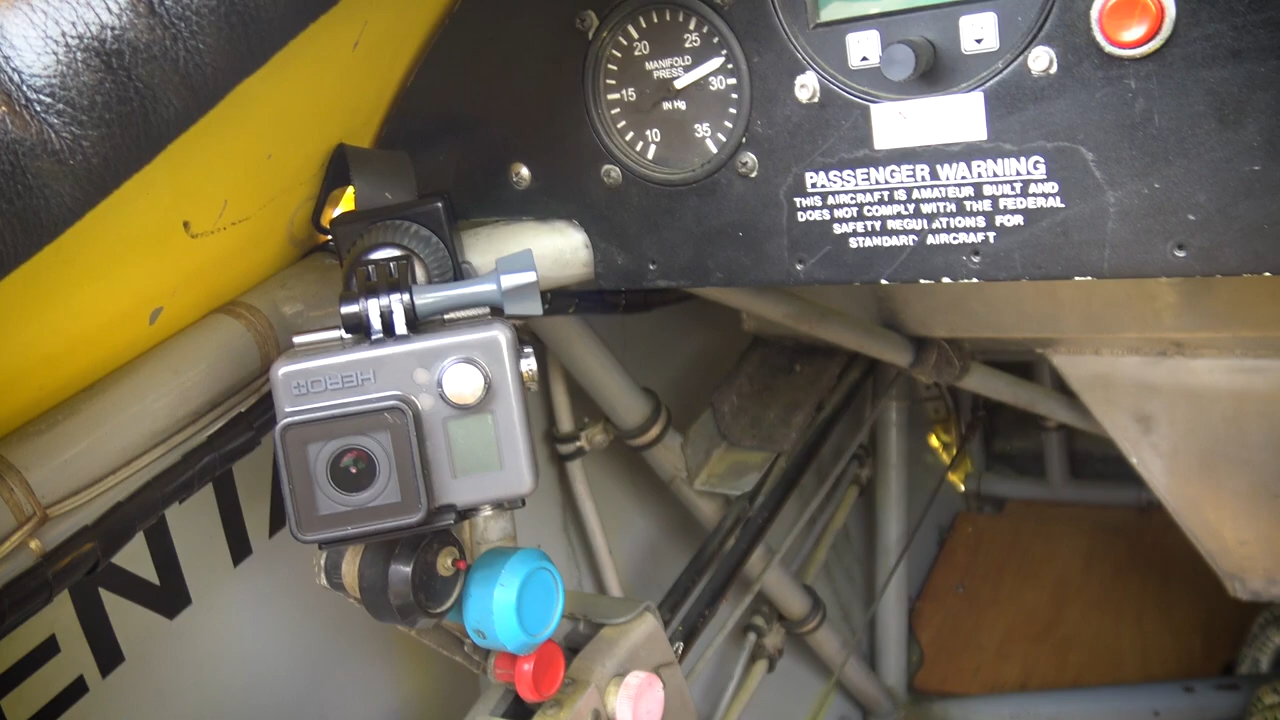 20
25
MANIFOLD
PRESS
30
15
IN Hg
10
35
PASSENGER WARNING
THIS AIRCRAFT IS AMATEUR BUILT AND
DOES NOT COMPLY WITH THE FEDERAL
SAFETY REGULATIONS FOR
STANDARD AIRCRAFT
HERO+
ENT